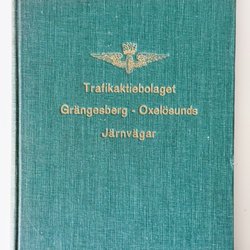 Trafikaktiebolaget
Grängesberg - Oxelösunds
Järnvägar